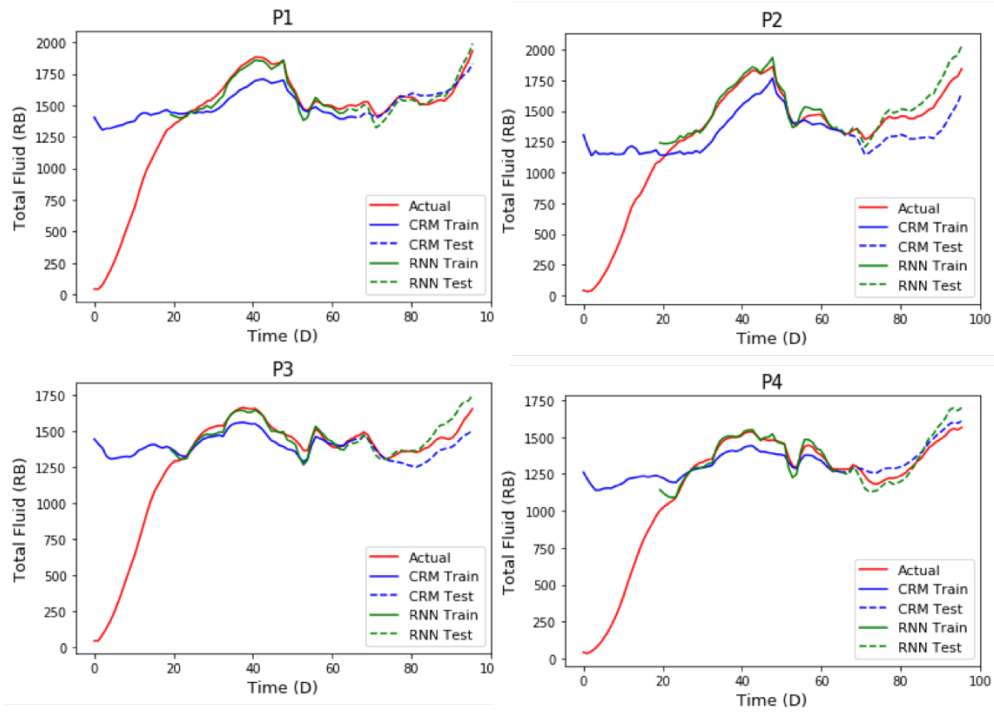 P1
Total Fluid (RB)
2000
1750
1500
1250
1000
750
500
250
0
Actual
CRM Train
CRM Test
RNN Train
RNN Test
0 20 40 60 80 10
Time (D)
P2
Total Fluid (RB)
2000
1750
1500
1250
1000
750
500
250
0
Actual
CRM Train
CRM Test
RNN Train
RNN Test
0 20 40 60 80 100
Time (D)
P3
Total Fluid (RB)
1750
1500
1250
1000
750
500
250
0
Actual
CRM Train
CRM Test
RNN Train
RNN Test
0 20 40 60 80 10
Time (D)
P4
Total Fluid (RB)
1750
1500
1250
1000
750
500
250
0
Actual
CRM Train
CRM Test
RNN Train
RNN Test
0 20 40 60 80 100
Time (D)